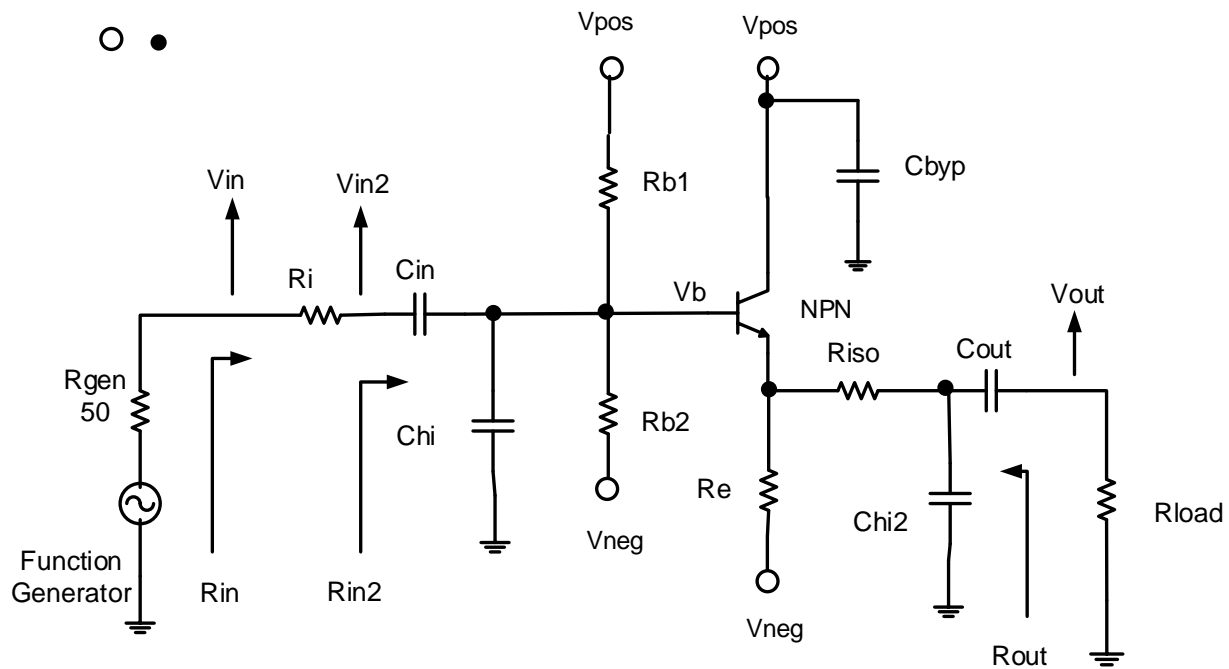 Vpos
Vpos
Vin
Vin2
Rb1
Cbyp
Ri
Cin
Vb
NPN
Vout
Riso
Cout
Rgen
50
Chi
Rb2
Re
Chi2
Rload
Function
Generator
Rin
Rin2
Vneg
Vneg
Rout